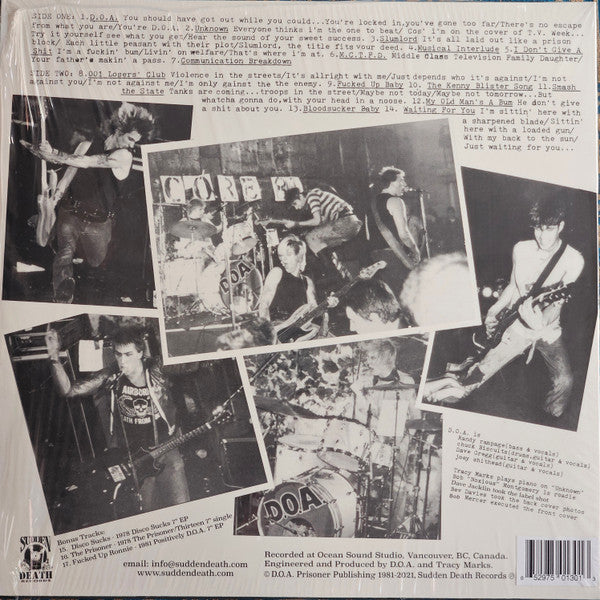 SIDE ONE: 1.D.O.A. You should have got out while you could...You're locked in,you've gone too far/There's no escape
from what you are/You're D.O.A. 2.Unknown Everyone thinks i'm the one to beat/ Cos' I'm on the cover of T.V. Week...
Try it yourself see what you get/Hear the sound of your sweet success. 3.Slumlord It's all laid out like a prison
block/ Each little peasant with their plot/Slumlord, the title fits your deed. 4.Musical Interlude 5.I Don't Give A
Shit I'm a fuckin' bum/Livin' on welfare/That's where i'm at. 6.M.C.T.F.D. Middle Class Television Family Daughter/
Your father's makin' a pass. 7.Communication Breakdown
SIDE TWO: 8.001 Losers' Club Violence in the streets/It's allright with me/Just depends who it's against/I'm not
against you/I'm not against me/I'm only against the the enemy. 9.Fucked Up Baby 10. The Kenny Blister Song 11.Smash
the State Tanks are coming...troops in the street/Maybe not today/Maybe not tomorrow...But
whatcha gonna do,with your head in a noose. 12.My Old Man's A Bum He don't give
a shit about you. 13.Bloodsucker Baby 14. Waiting For You I'm sittin' here with
a sharpened blade/Sittin'
here with a loaded gun/
With my back to the sun/
Just waiting for you...
CORE
DOA
AIRBORNE
DEATH FROM
DOA
D.O.A. is
Randy rampage(bass & vocals)
chuck Biscuits(drums,guitar & vocals)
Dave Gregg(guitar & vocals)
joey shithead(guitar & vocals)
Tracy Marks plays piano on "Unknown"
Bob "Noxious" Montgomery is roadie
Dave Jacklin took the label shot
Bev Davies took the back cover photos
Bob Mercer executed the front cover
Bonus Tracks:
15. Disco Sucks - 1978 Disco Sucks 7" EP
16. The Prisoner - 1978 The Prisoner/Thirteen 7" single
17. Fucked Up Ronnie - 1981 Positively D.O.A. 7" EP
SUDDEN
DEATH
RECORDS
email: info@suddendeath.com
www.suddendeath.com
Recorded at Ocean Sound Studio, Vancouver, BC, Canada.
Engineered and Produced by D.O.A. and Tracy Marks.
© D.O.A. Prisoner Publishing 1981-2021, Sudden Death Records ℗
6 52975 01301 3